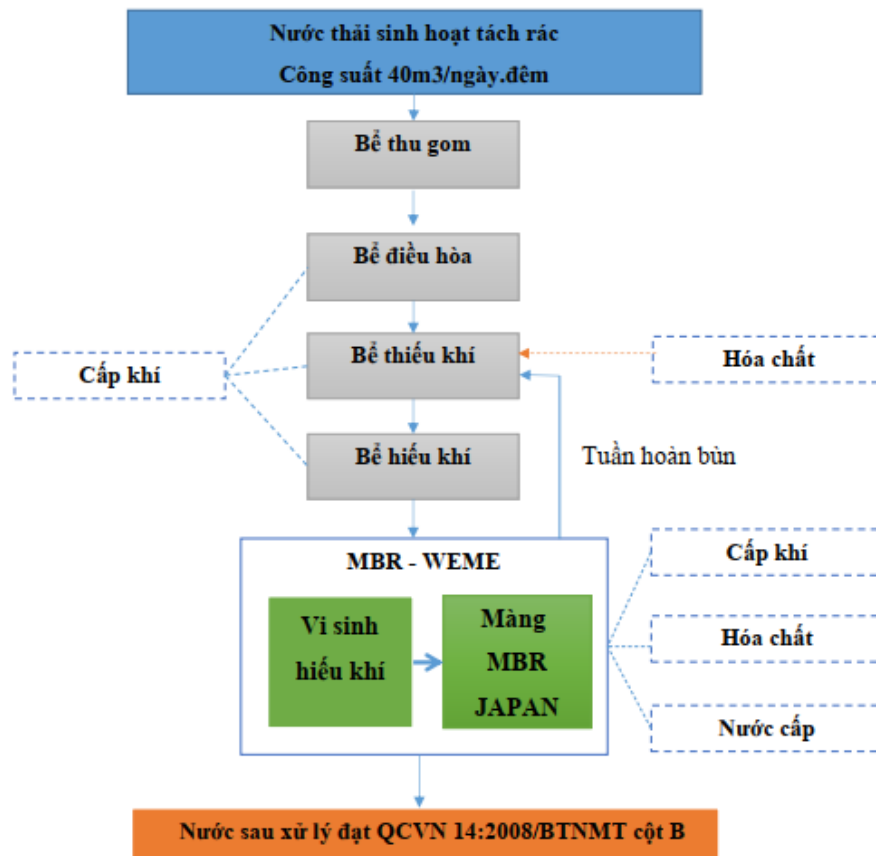 Nước thải sinh hoạt tách rác
Công suất 40m3/ngày.đêm
Bể thu gom
Bể điều hòa
Bể thiếu khí
Cấp khí
Hóa chất
Bể hiếu khí
Tuần hoàn bùn
MBR - WEME
Vi sinh
hiếu khí
Màng
MBR
JAPAN
Cấp khí
Hóa chất
Nước cấp
Nước sau xử lý đạt QCVN 14:2008/BTNMT cột B